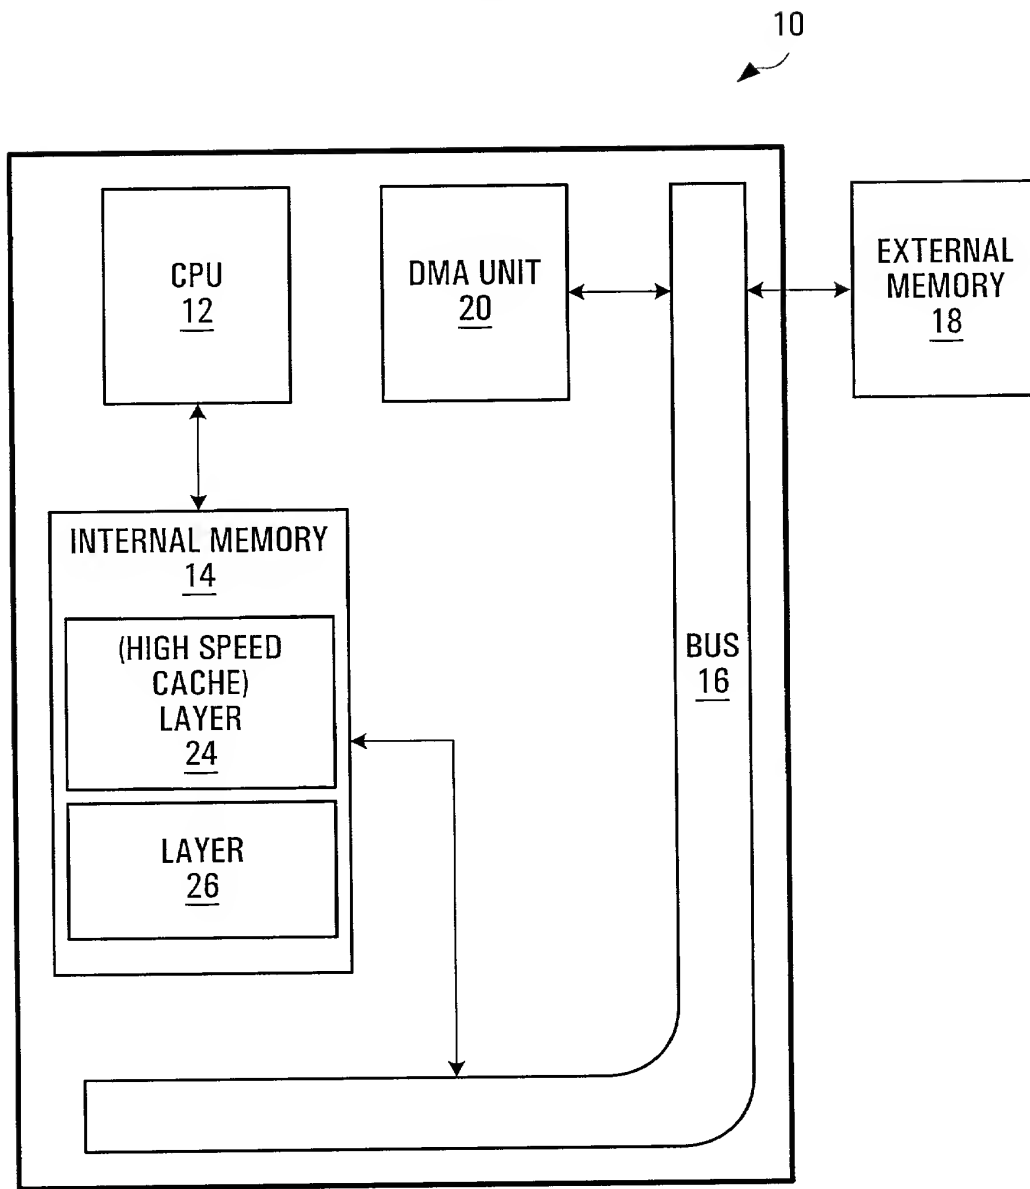 10
CPU
12
DMA UNIT
20
EXTERNAL
MEMORY
18
INTERNAL MEMORY
14
(HIGH SPEED
CACHE)
LAYER
24
LAYER
26
BUS
16